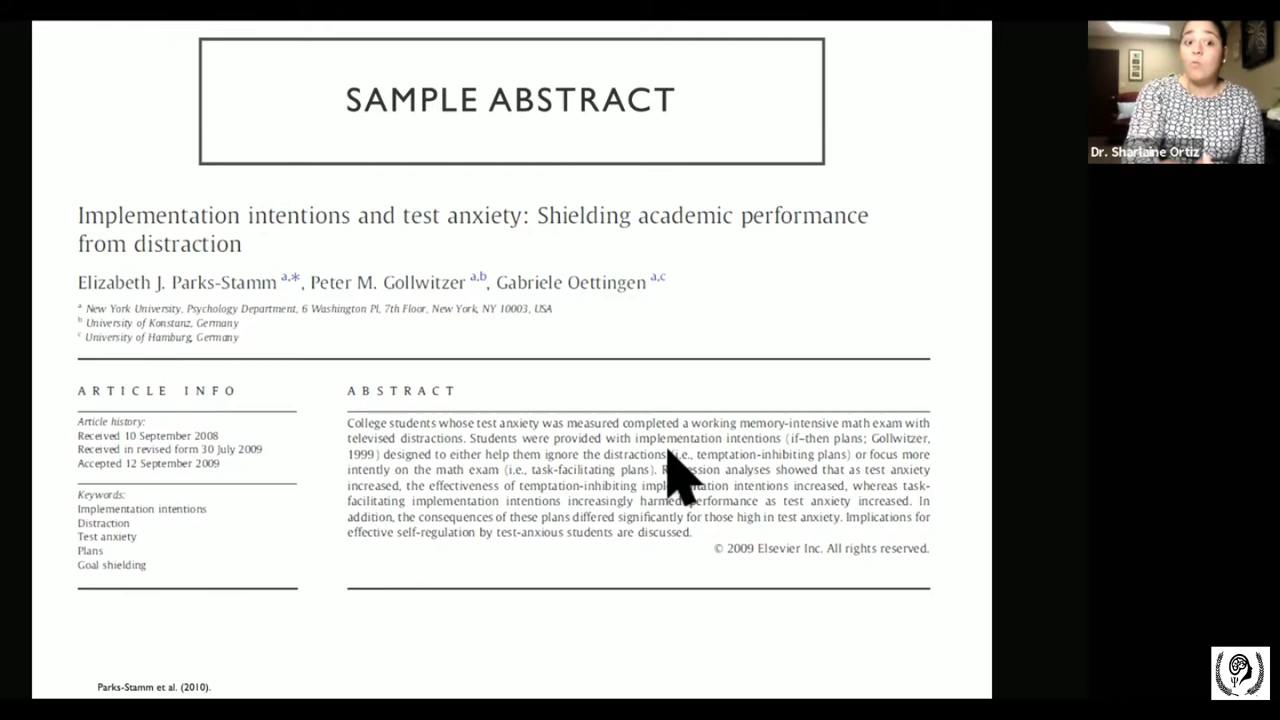 SAMPLE ABSTRACT
Dr. Sharlaine Ortiz
Implementation intentions and test anxiety: Shielding academic performance
from distraction
Elizabeth J. Parks-Stamm a,*, Peter M. Gollwitzer a,b, Gabriele Oettingen a,c
a New York University, Psychology Department, 6 Washington Pl, 7th Floor, New York, NY 10003, USA
b University of Konstanz, Germany
c University of Hamburg, Germany
ARTICLE INFO
Article history:
Received 10 September 2008
Received in revised form 30 July 2009
Accepted 12 September 2009
Keywords:
Implementation intentions
Distraction
Test anxiety
Plans
Goal shielding
ABSTRACT
College students whose test anxiety was measured completed a working memory-intensive math exam with
televised distractions. Students were provided with implementation intentions (if–then plans; Gollwitzer,
1999) designed to either help them ignore the distractions (i.e., temptation-inhibiting plans) or focus more
intently on the math exam (i.e., task-facilitating plans). analyses showed that as test anxiety
increased, the effectiveness of temptation-inhibiting intentions increased, whereas task-
facilitating implementation intentions increasingly harmed performance as test anxiety increased. In
addition, the consequences of these plans differed significantly for those high in test anxiety. Implications for
effective self-regulation by test-anxious students are discussed.
© 2009 Elsevier Inc. All rights reserved.
Parks-Stamm et al. (2010).